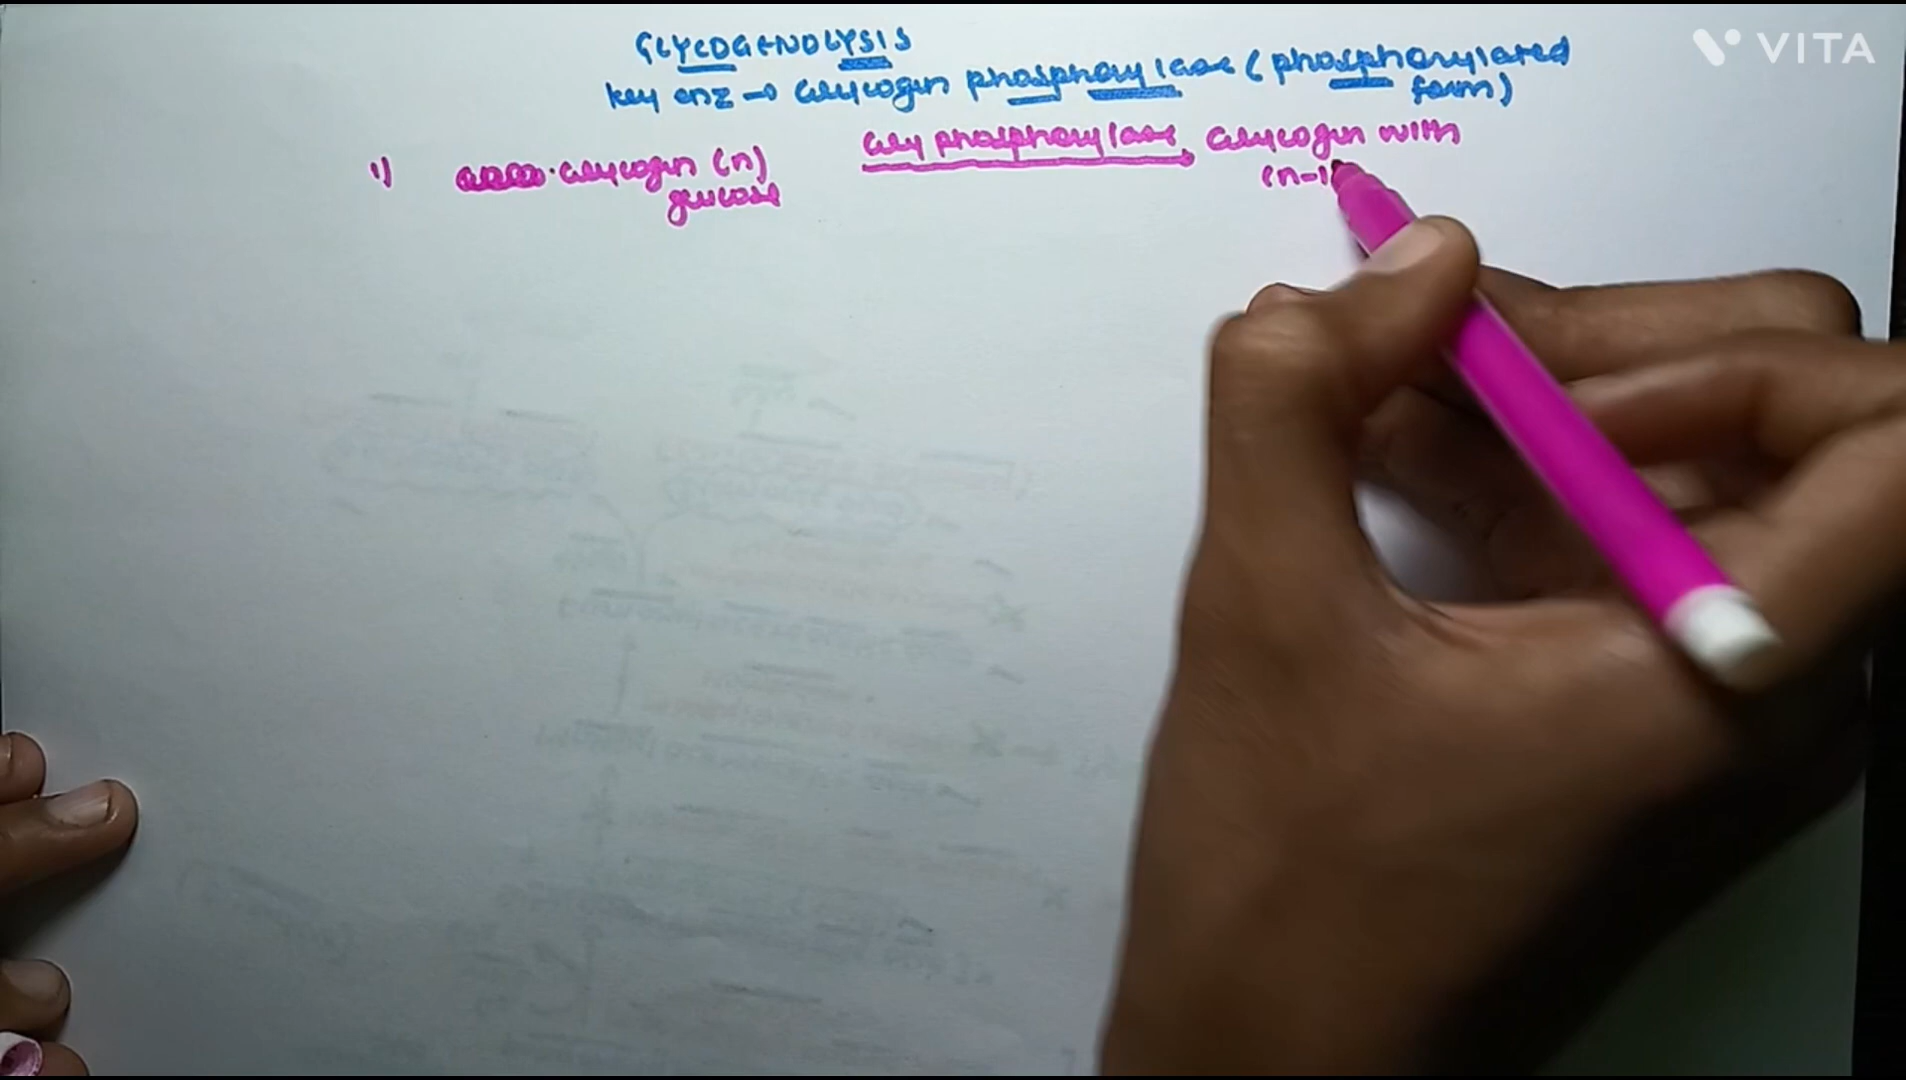 GLYCOGENOLYSIS
key enz → Glycogen phosphorylase (phosphorylated form)
1) Glycogen (n) glucose
Gly phosphorylase
Glycogen with (n-1
VITA